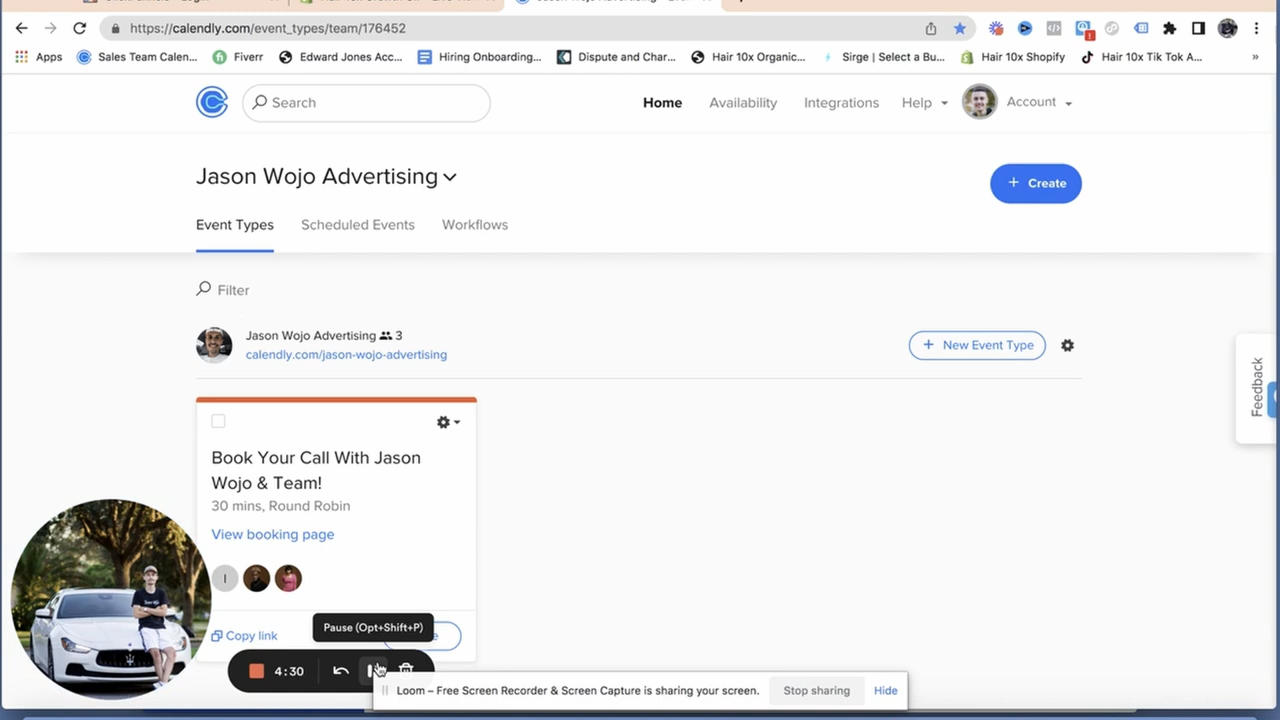 https://calendly.com/event_types/team/176452
Apps
Sales Team Calen...
Fiverr
Edward Jones Acc...
Hiring Onboarding...
Dispute and Char...
Hair 10x Organic...
Sirge | Select a Bu...
Hair 10x Shopify
Hair 10x Tik Tok A...
»
Search
Home
Availability
Integrations
Help
Account
Jason Wojo Advertising
+ Create
Event Types
Scheduled Events
Workflows
Filter
Jason Wojo Advertising 3
calendly.com/jason-wojo-advertising
+ New Event Type
Feedback
Book Your Call With Jason
Wojo & Team!
30 mins, Round Robin
View booking page
I
Copy link
Pause (Opt+Shift+P)
4:30
Loom – Free Screen Recorder & Screen Capture is sharing your screen.
Stop sharing
Hide